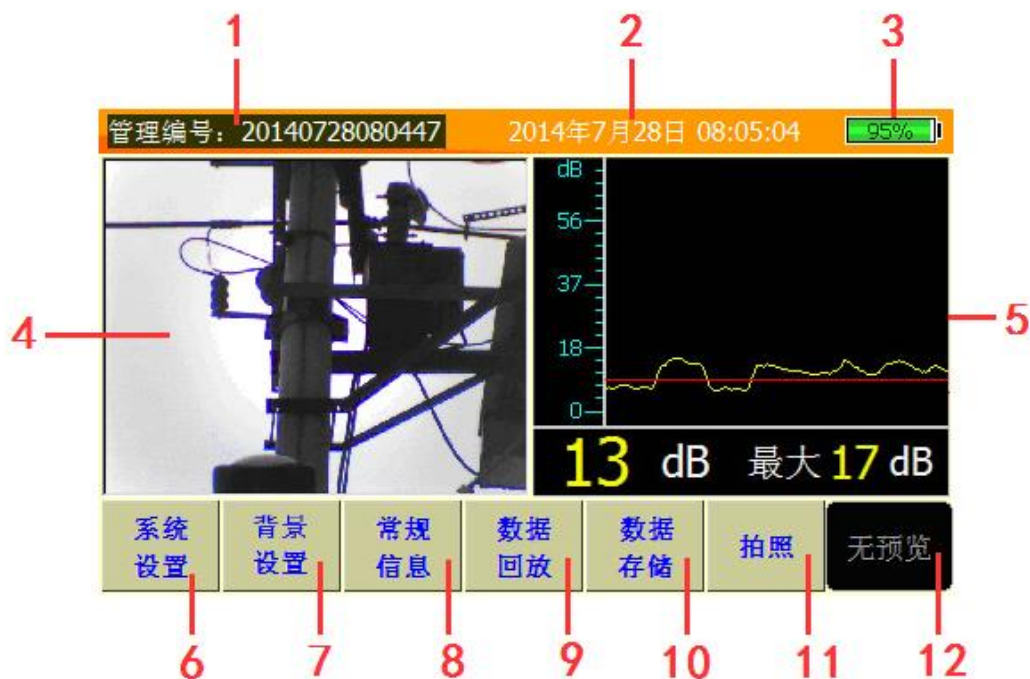 1
2
3
管理编号：20140728080447
2014年7月28日 08:05:04
95%
dB
56
37
18
0
4
5
13 dB 最大 17 dB
系统
设置
背景
设置
常规
信息
数据
回放
数据
存储
拍照
无预览
6
7
8
9
10
11
12